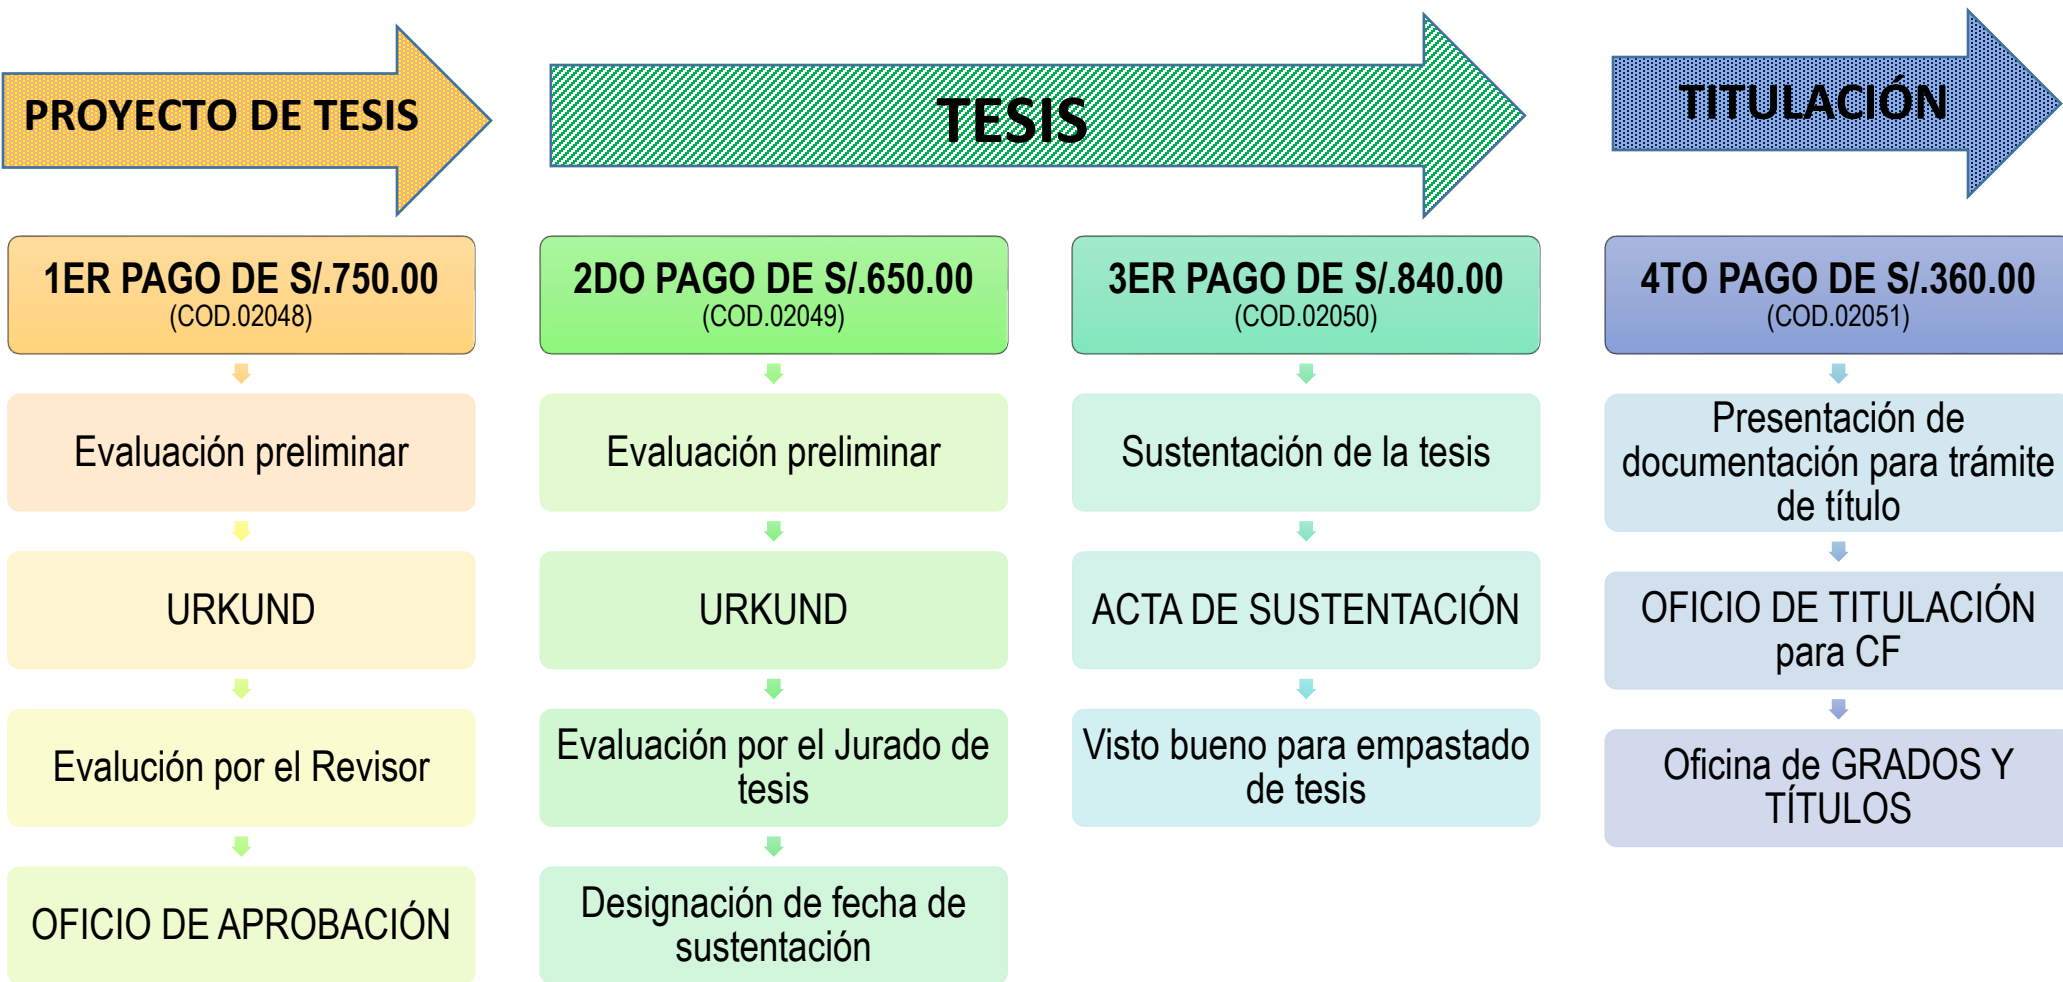 PROYECTO DE TESIS
TESIS
TITULACIÓN
1ER PAGO DE S/.750.00
(COD.02048)
Evaluación preliminar
URKUND
Evalución por el Revisor
OFICIO DE APROBACIÓN
2DO PAGO DE S/.650.00
(COD.02049)
Evaluación preliminar
URKUND
Evaluación por el Jurado de
tesis
Designación de fecha de
sustentación
3ER PAGO DE S/.840.00
(COD.02050)
Sustentación de la tesis
ACTA DE SUSTENTACIÓN
Visto bueno para empastado
de tesis
4TO PAGO DE S/.360.00
(COD.02051)
Presentación de
documentación para trámite
de título
OFICIO DE TITULACIÓN
para CF
Oficina de GRADOS Y
TÍTULOS